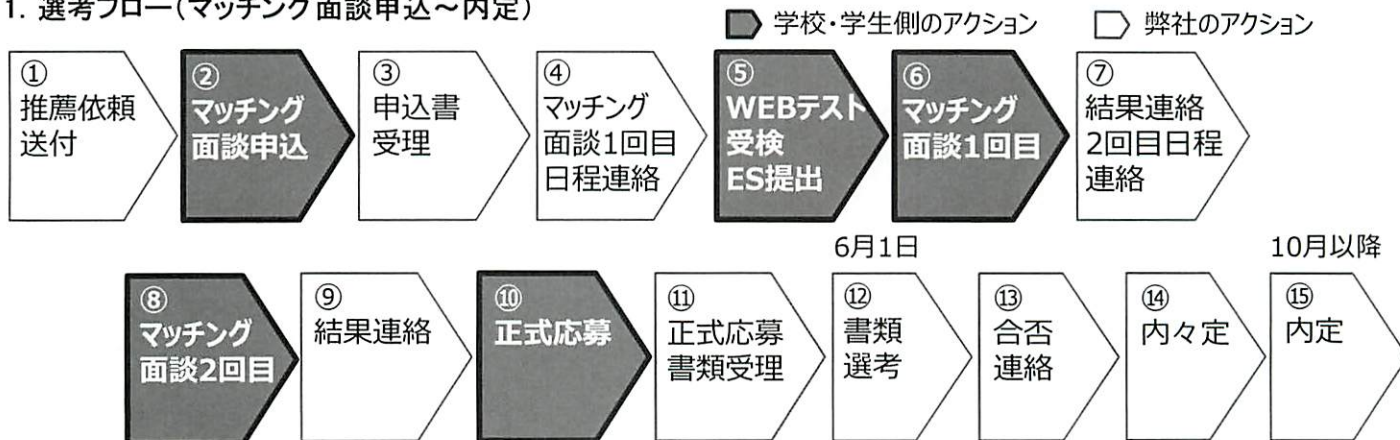 1. 選考フロー(マッチング面談申込~内定)
学校・学生側のアクション
弊社のアクション
①
推薦依頼
送付
②
マッチング
面談申込
③
申込書
受理
④
マッチング
面談1回目
日程連絡
⑤
WEBテスト
受検
ES提出
⑥
マッチング
面談1回目
⑦
結果連絡
2回目日程
連絡
⑧
マッチング
面談2回目
⑨
結果連絡
⑩
正式応募
⑪
正式応募
書類受理
6月1日
⑫
書類
選考
⑬
合否
連絡
⑭
内々定
10月以降
⑮
内定